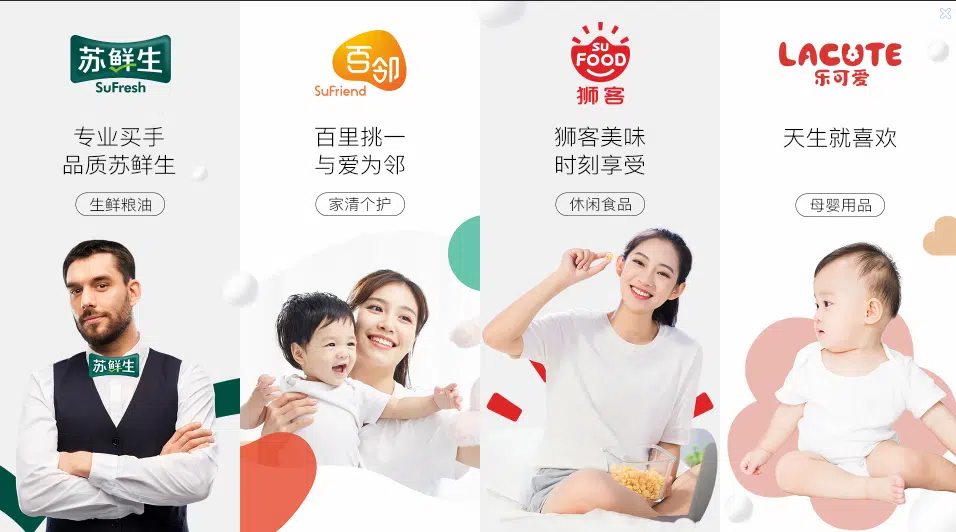 苏鲜生
SuFresh
专业买手
品质苏鲜生
生鲜粮油
苏鲜生
百邻
SuFriend
百里挑一
与爱为邻
家清个护
SU
FOOD
狮客
狮客美味
时刻享受
休闲食品
LACUTE
乐可爱
天生就喜欢
母婴用品